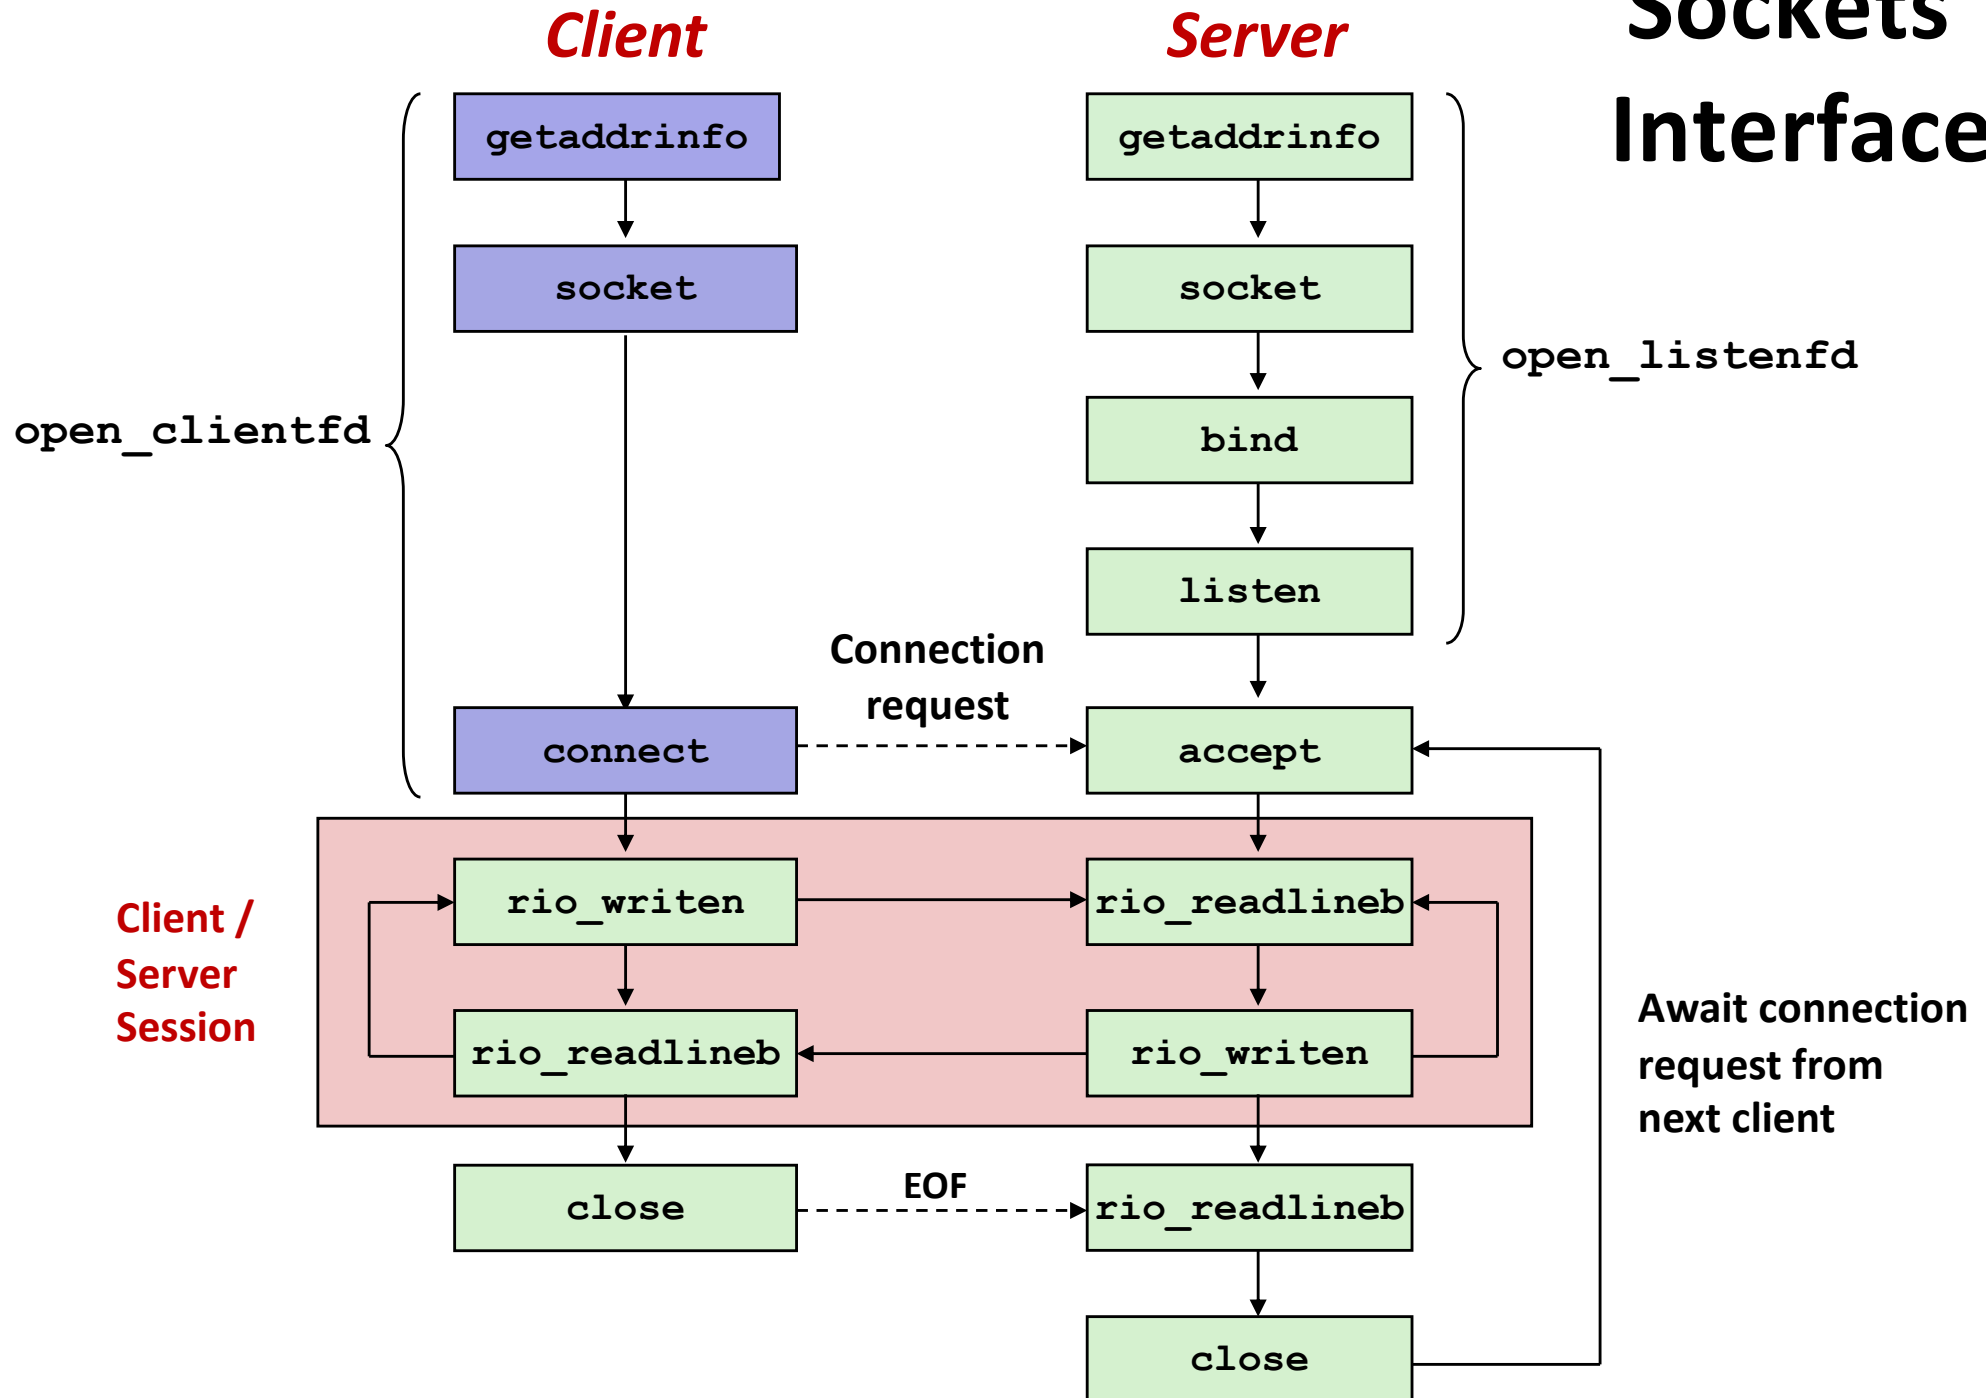 Sockets
Interface
Client
Server
getaddrinfo
getaddrinfo
socket
socket
open_listenfd
open_clientfd
bind
listen
Connection
request
connect
accept
Client /
Server
Session
rio_writen
rio_readlineb
rio_readlineb
rio_writen
Await connection
request from
next client
close
EOF
rio_readlineb
close